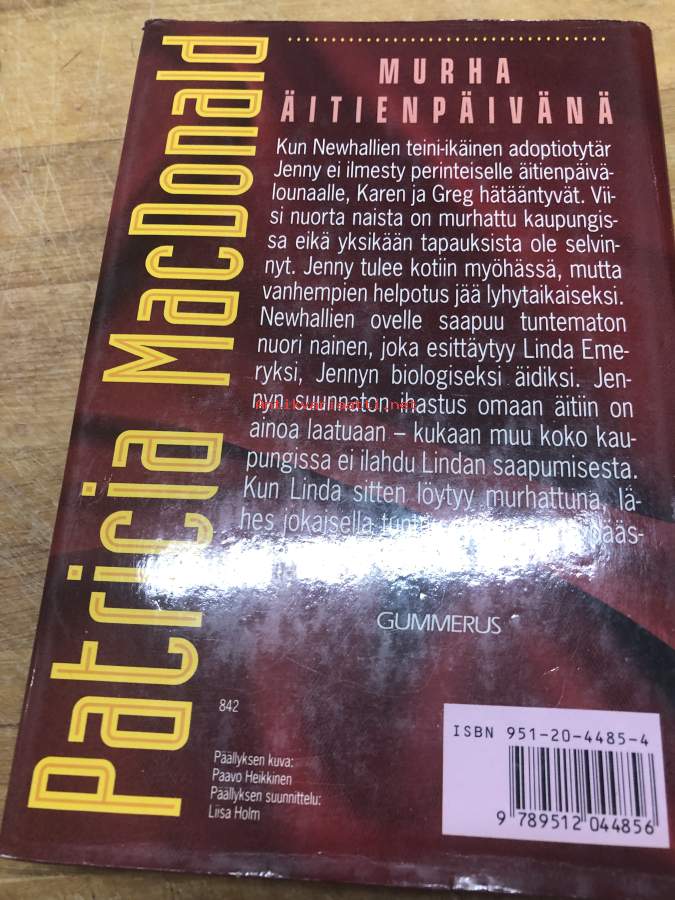 Patricia MacDonald
MURHA
ÄITIENPÄIVÄNÄ
Kun Newhallien teini-ikäinen adoptiotytär
Jenny ei ilmesty perinteiselle äitienpäivä-
lounaalle, Karen ja Greg hätääntyvät. Vii-
si nuorta naista on murhattu kaupungis-
sa eikä yksikään tapauksista ole selvin-
nyt. Jenny tulee kotiin myöhässä, mutta
vanhempien helpotus jää lyhytaikaiseksi.
Newhallien ovelle saapuu tuntematon
nuori nainen, joka esittäytyy Linda Eme-
ryksi, Jennyn biologiseksi äidiksi. Jen-
nyn suunnaton ihastus omaan äitiin on
Antikvariaatti.net
ainoa laatuaan – kukaan muu koko kau-
pungissa ei ilahdu Lindan saapumisesta.
Kun Linda sitten löytyy murhattuna, lä-
hes jokaisella
GUMMERUS
842
Päällyksen kuva:
Paavo Heikkinen
Päällyksen suunnittelu:
Liisa Holm
ISBN 951-20-4485-4
9 789512 044856